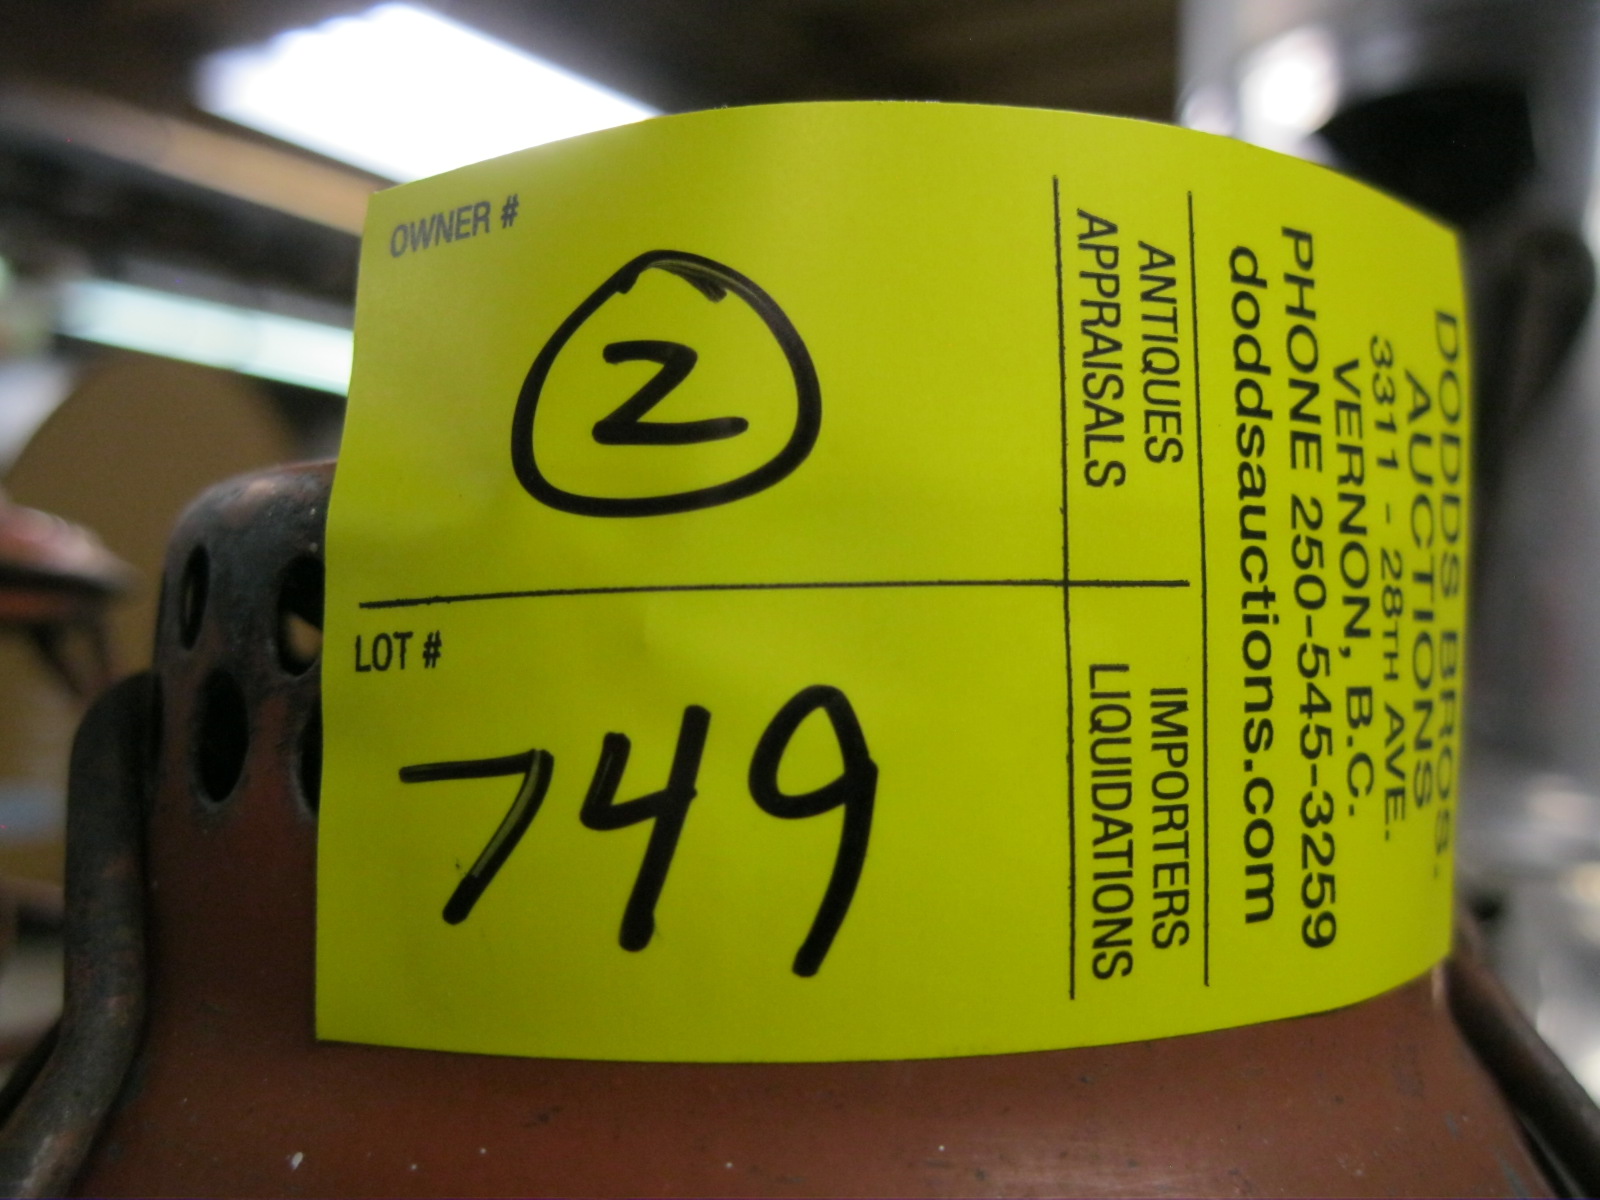 OWNER #
2
LOT #
749
ANTIQUES
APPRAISALS
IMPORTERS
LIQUIDATIONS
DODDS BROS.
AUCTIONS
3311 - 28TH AVE.
VERNON, B.C.
PHONE 250-545-3259
doddsauctions.com